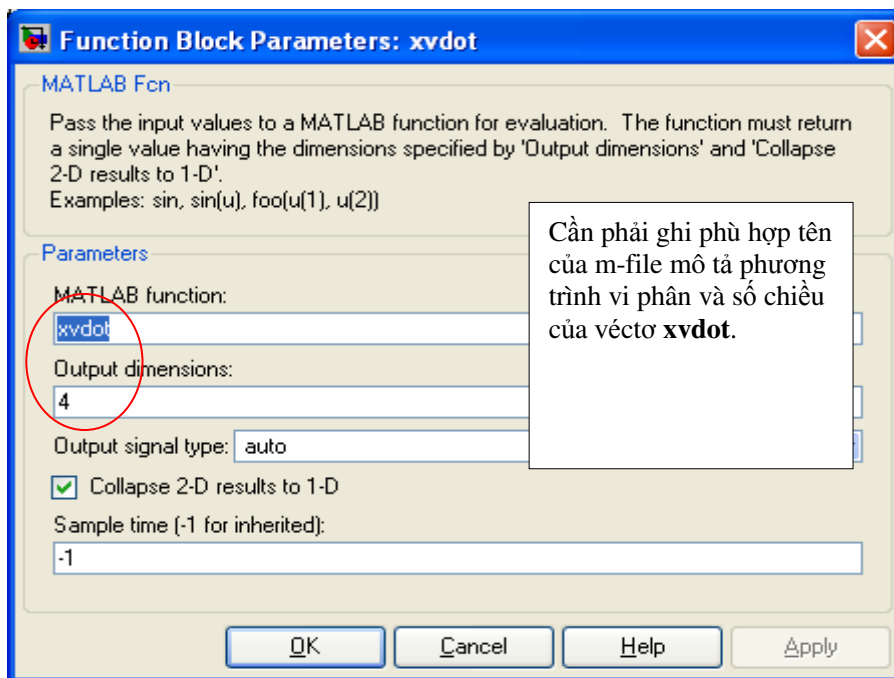 Function Block Parameters: xvdot
MATLAB Fcn
Pass the input values to a MATLAB function for evaluation. The function must return
a single value having the dimensions specified by 'Output dimensions' and 'Collapse
2-D results to 1-D'.
Examples: sin, sin(u), foo(u(1), u(2))
Cần phải ghi phù hợp tên
của m-file mô tả phương
trình vi phân và số chiều
của véctơ xvdot.
Parameters
MATLAB function:
xvdot
Output dimensions:
4
Output signal type: auto
Collapse 2-D results to 1-D
Sample time (-1 for inherited):
-1
OK
Cancel
Help
Apply